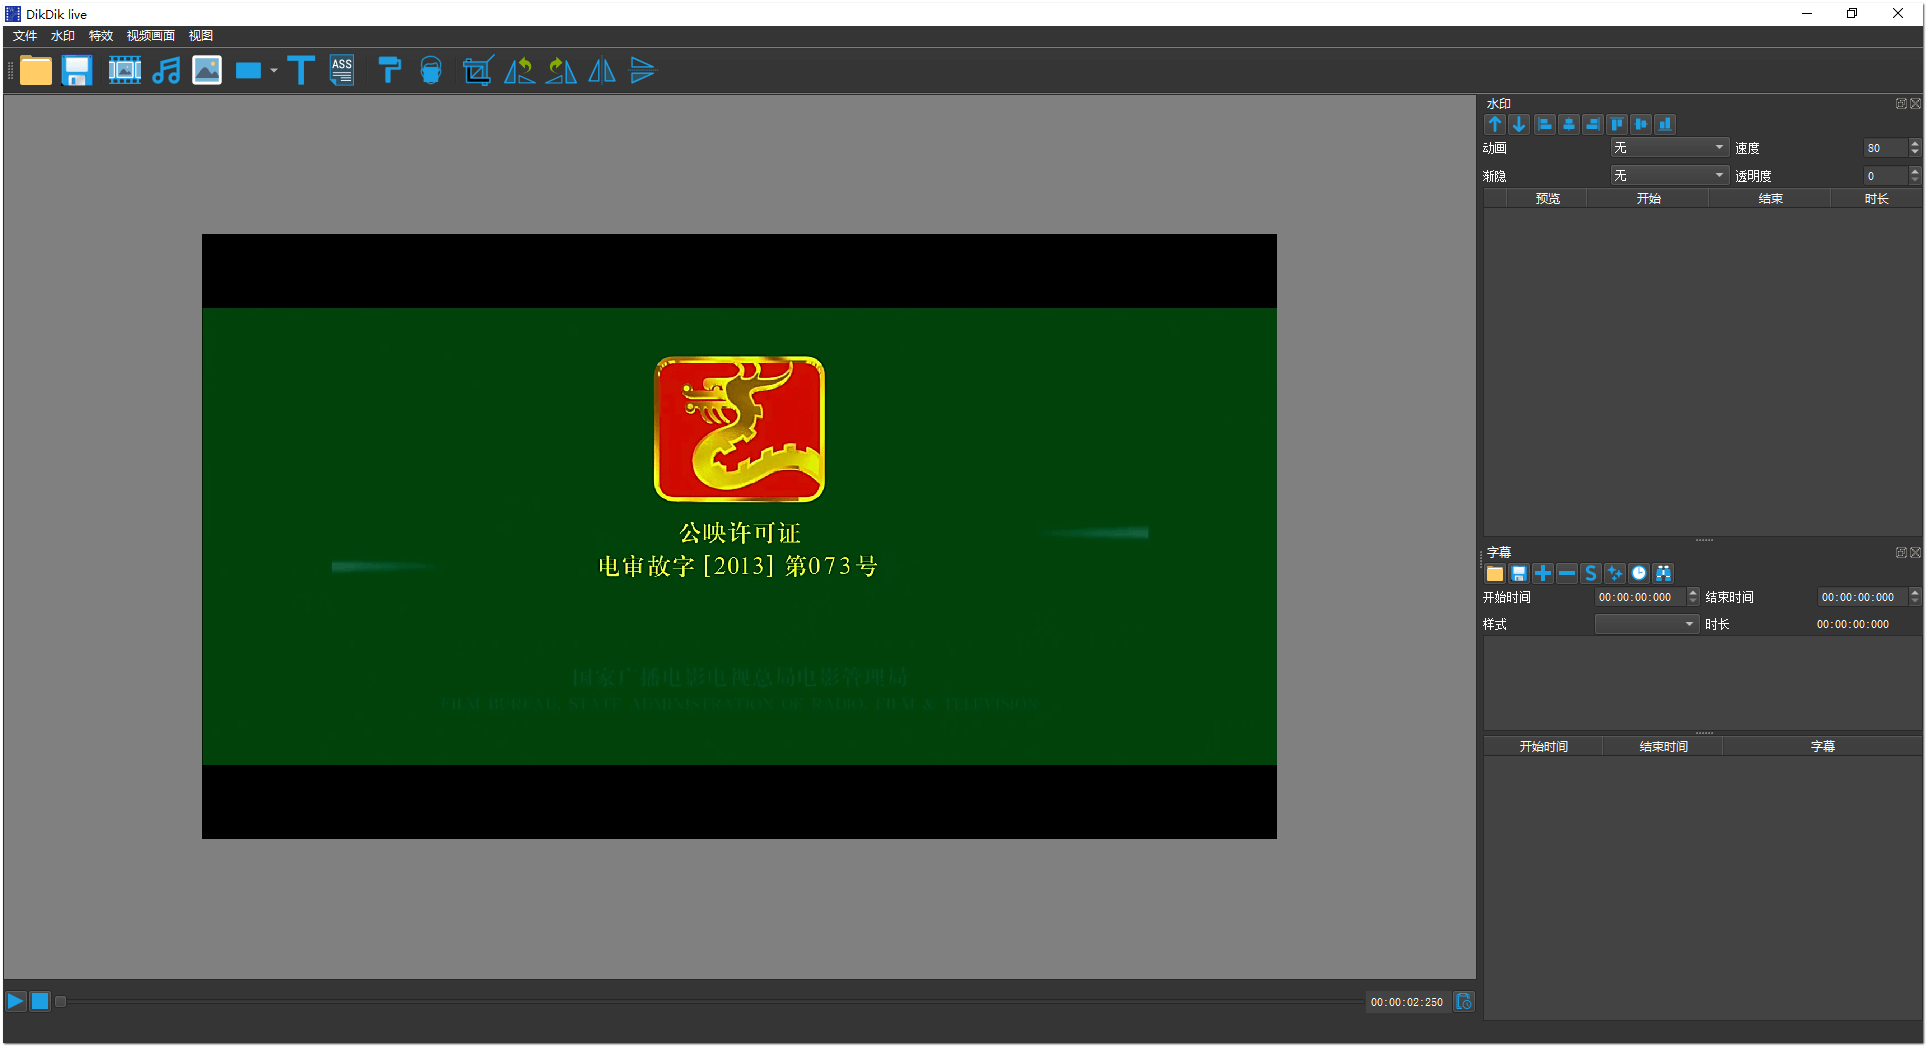 DikDik live
文件 水印 特效 视频画面 视图
ASS
水印
动画 无 速度 80
渐隐 无 透明度 0
预览 开始 结束 时长
公映许可证
电审故字 [2013] 第073号
国家广播电影电视总局电影管理局
FILM BUREAU, STATE ADMINISTRATION OF RADIO, FILM & TELEVISION
字幕
S
开始时间 00:00:00:000 结束时间 00:00:00:000
样式 时长 00:00:00:000
开始时间 结束时间 字幕
00:00:02:250